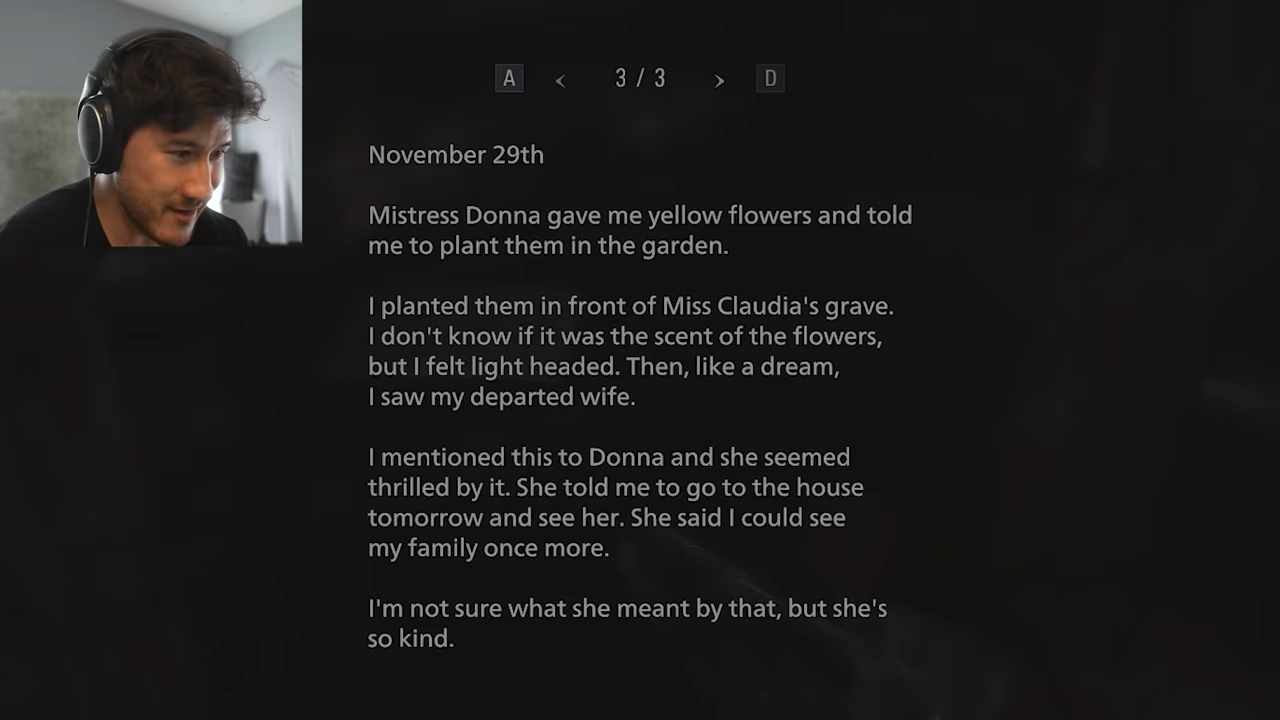 A < 3 / 3 > D
November 29th
Mistress Donna gave me yellow flowers and told
me to plant them in the garden.
I planted them in front of Miss Claudia's grave.
I don't know if it was the scent of the flowers,
but I felt light headed. Then, like a dream,
I saw my departed wife.
I mentioned this to Donna and she seemed
thrilled by it. She told me to go to the house
tomorrow and see her. She said I could see
my family once more.
I'm not sure what she meant by that, but she's
so kind.